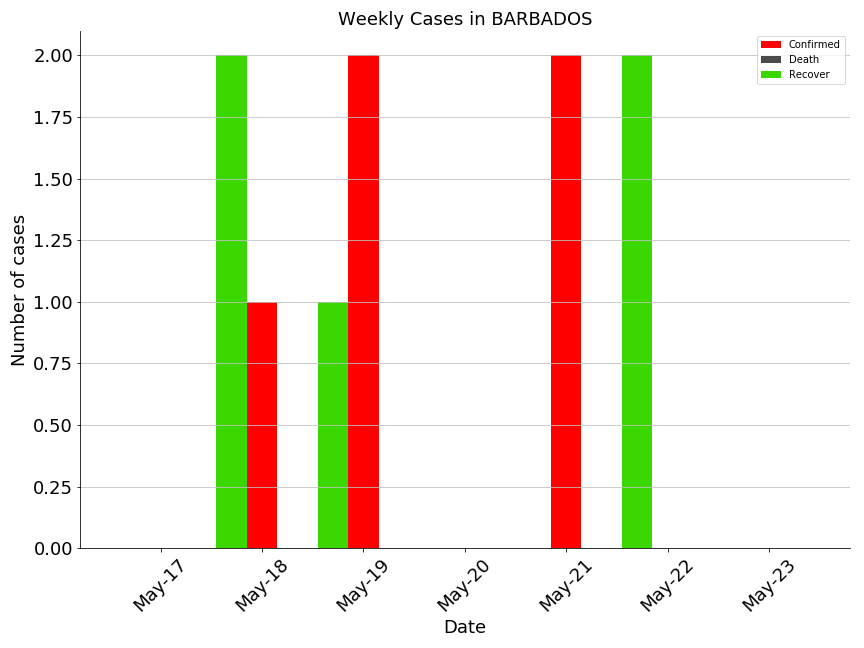 Weekly Cases in BARBADOS
Confirmed
Death
Recover
2.00
1.75
1.50
1.25
1.00
0.75
0.50
0.25
0.00
Number of cases
May-17
May-18
May-19
May-20
May-21
May-22
May-23
Date